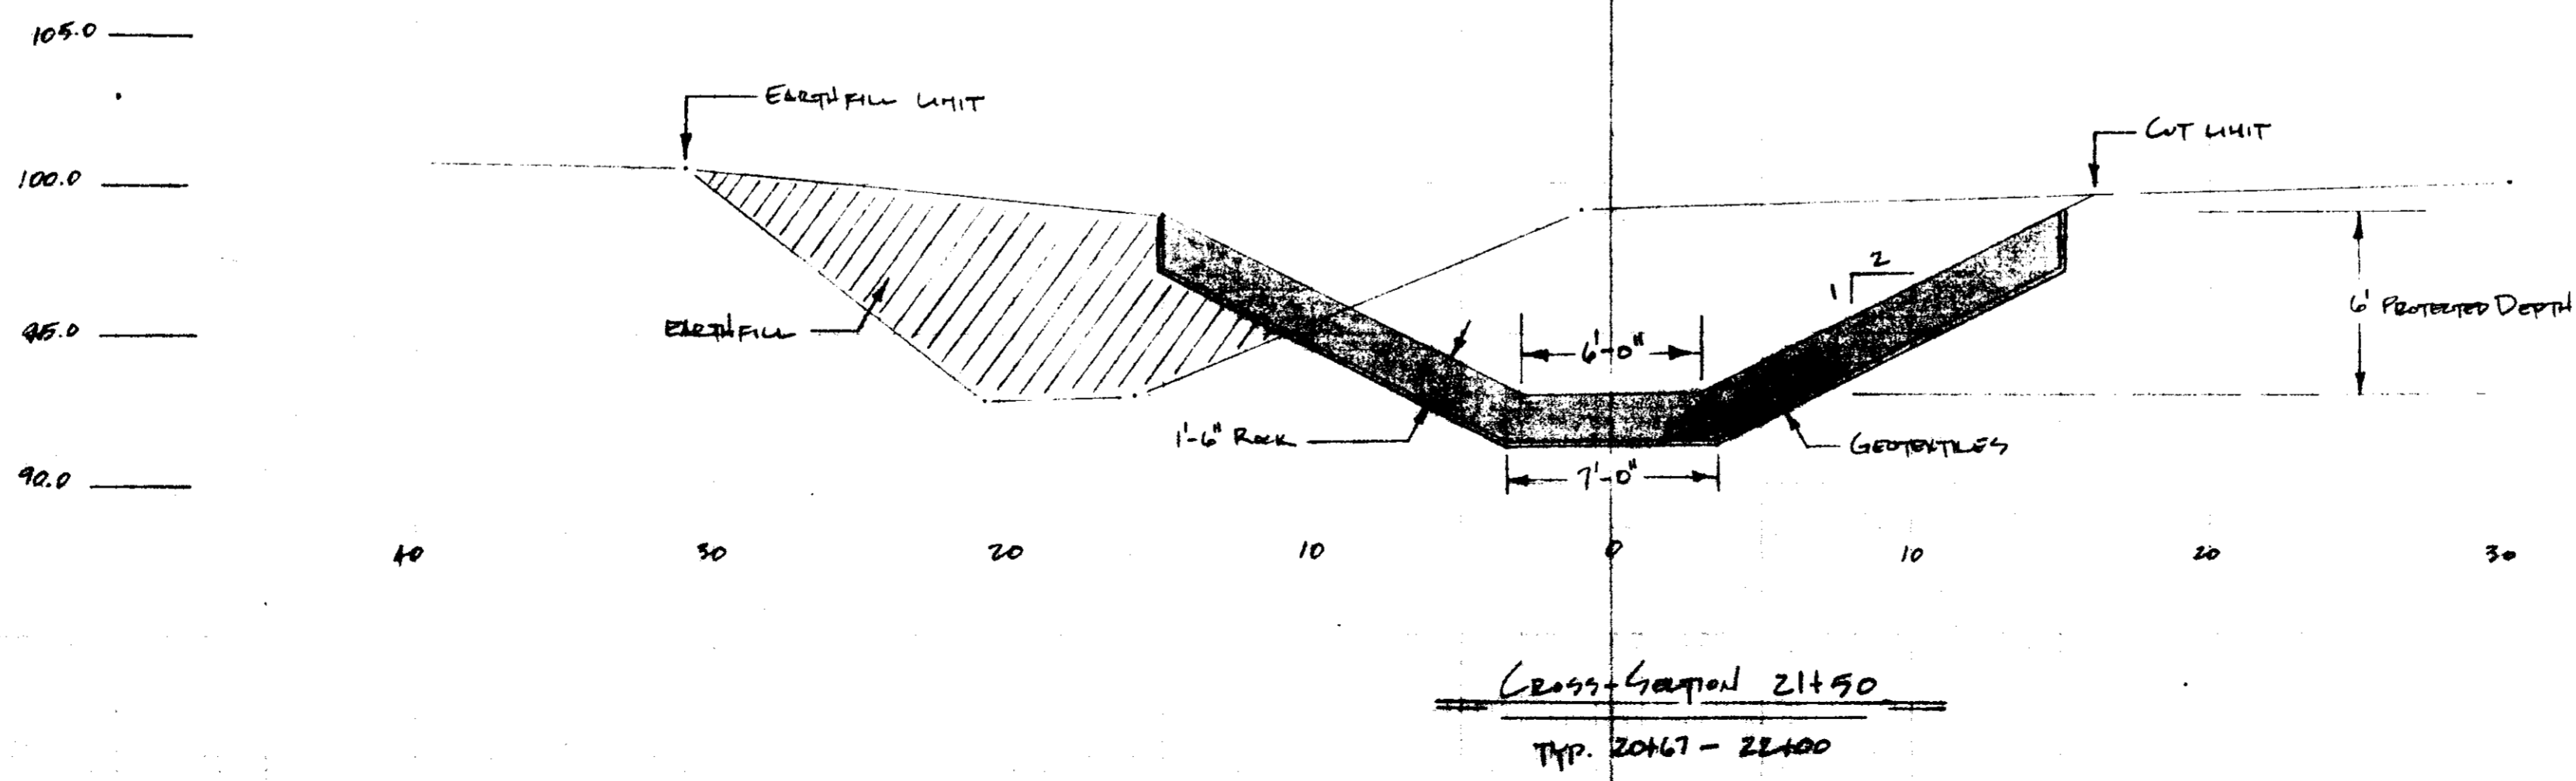 105.0
EARTHFILL LIMIT
CUT LIMIT
100.0
2
1
6' PROTECTED DEPTH
EARTHFILL
95.0
6'-0"
1'-6" ROCK
GEOTEXTILES
7'-0"
90.0
40 30 20 10 0 10 20 30
CROSS-SECTION 21+50
TYP. 20+67 - 22+00